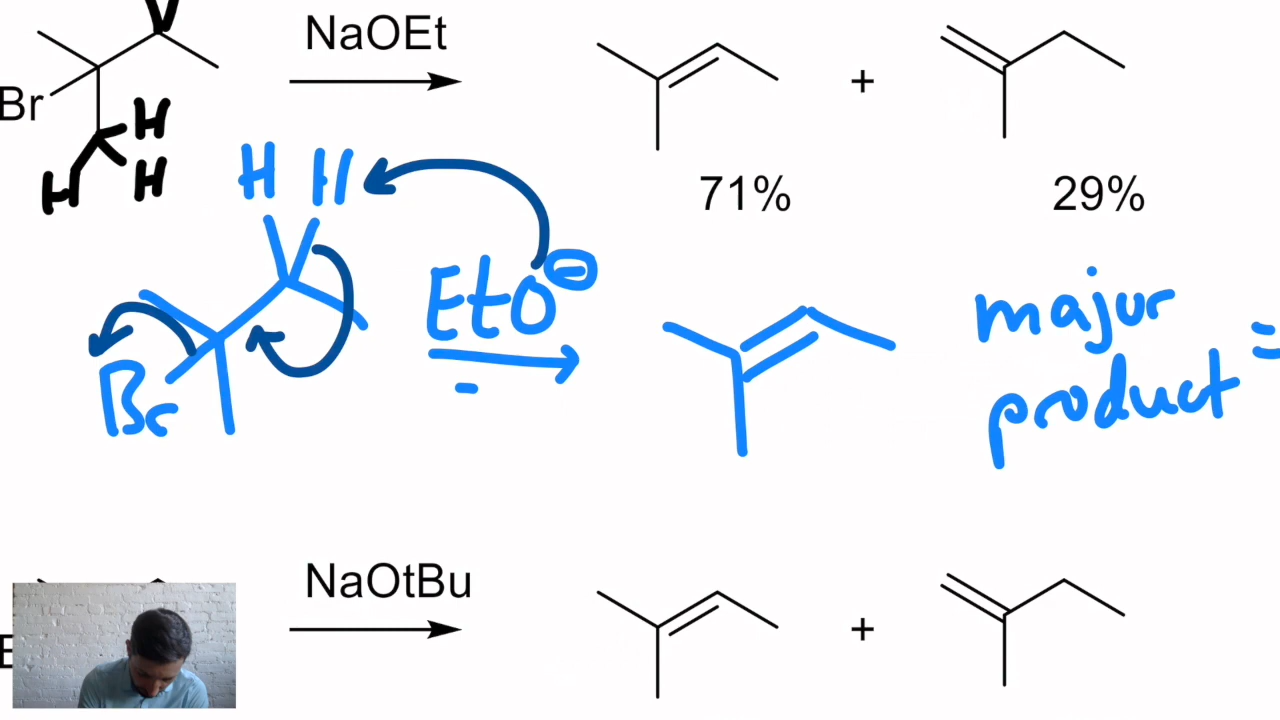 NaOEt
Br
H
H
H
+
71% 29%
H H
EtO⊖
Br
major
product =
NaOtBu
+